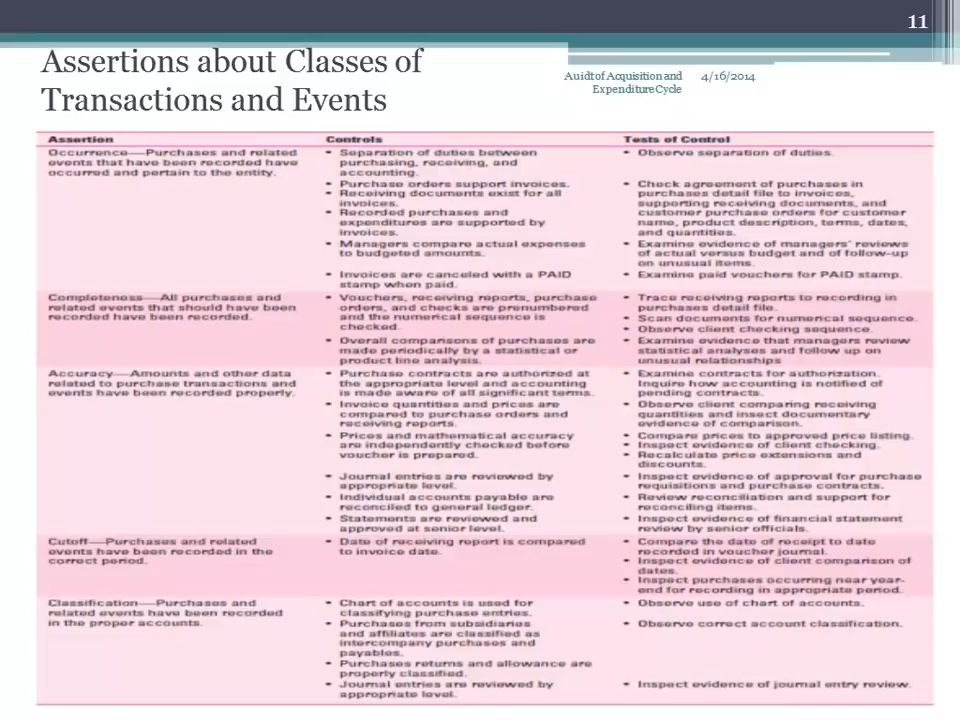 11
Assertions about Classes of
Transactions and Events
Auidt of Acquisition and
Expenditure Cycle
4/16/2014
Assertion
Controls
Tests of Control
Occurrence—Purchases and related
events that have been recorded have
occurred and pertain to the entity.
• Separation of duties between
purchasing, receiving, and
accounting.
• Purchase orders support invoices.
• Receiving documents exist for all
invoices.
• Recorded purchases and
expenditures are supported by
invoices.
• Managers compare actual expenses
to budgeted amounts.
• Invoices are canceled with a PAID
stamp when paid.
• Observe separation of duties.
• Check agreement of purchases in
purchases detail file to invoices,
supporting receiving documents, and
customer purchase orders for customer
name, product description, terms, dates,
and quantities.
• Examine evidence of managers' reviews
of actual versus budget and of follow-up
on unusual items.
• Examine paid vouchers for PAID stamp.
Completeness—All purchases and
related events that should have been
recorded have been recorded.
• Vouchers, receiving reports, purchase
orders, and checks are prenumbered
and the numerical sequence is
checked.
• Overall comparisons of purchases are
made periodically by a statistical or
product line analysis.
• Trace receiving reports to recording in
purchases detail file.
• Scan documents for numerical sequence.
• Observe client checking sequence.
• Examine evidence that managers review
statistical analyses and follow up on
unusual relationships
Accuracy—Amounts and other data
related to purchase transactions and
events have been recorded properly.
• Purchase contracts are authorized at
the appropriate level and accounting
is made aware of all significant terms.
• Invoice quantities and prices are
compared to purchase orders and
receiving reports.
• Prices and mathematical accuracy
are independently checked before
voucher is prepared.
• Journal entries are reviewed by
appropriate level.
• Individual accounts payable are
reconciled to general ledger.
• Statements are reviewed and
approved at senior level.
• Examine contracts for authorization.
Inquire how accounting is notified of
pending contracts.
• Observe client comparing receiving
quantities and insect documentary
evidence of comparison.
• Compare prices to approved price listing.
• Inspect evidence of client checking.
• Recalculate price extensions and
discounts.
• Inspect evidence of approval for purchase
requisitions and purchase contracts.
• Review reconciliation and support for
reconciling items.
• Inspect evidence of financial statement
review by senior officials.
Cutoff—Purchases and related
events have been recorded in the
correct period.
• Date of receiving report is compared
to invoice date.
• Compare the date of receipt to date
recorded in voucher journal.
• Inspect evidence of client comparison of
dates.
• Inspect purchases occurring near year-
end for recording in appropriate period.
Classification—Purchases and
related events have been recorded
in the proper accounts.
• Chart of accounts is used for
classifying purchase entries.
• Purchases from subsidiaries
and affiliates are classified as
intercompany purchases and
payables.
• Purchases returns and allowance are
properly classified.
• Journal entries are reviewed by
appropriate level.
• Observe use of chart of accounts.
• Observe correct account classification.
• Inspect evidence of journal entry review.